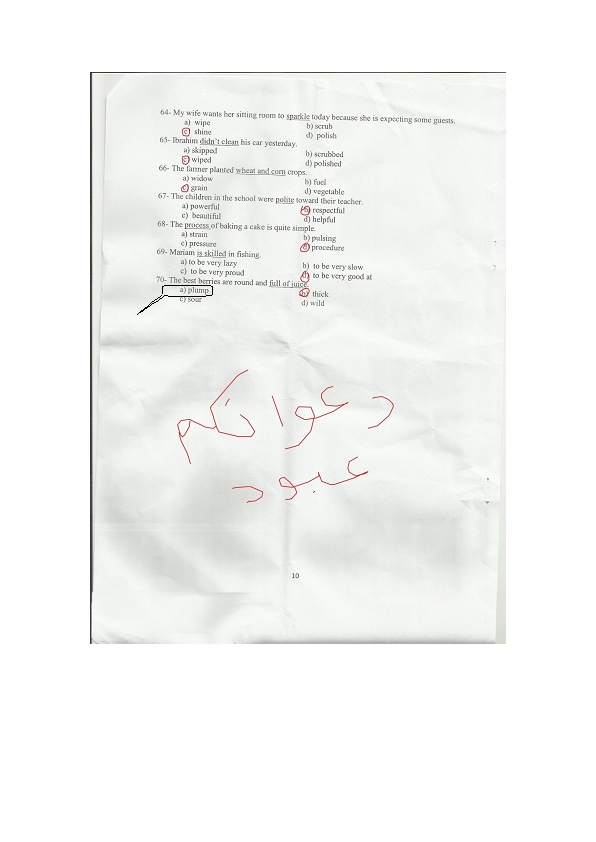 64- My wife wants her sitting room to sparkle today because she is expecting some guests.
a) wipe b) scrub
c) shine d) polish
65- Ibrahim didn't clean his car yesterday.
a) skipped b) scrubbed
c) wiped d) polished
66- The farmer planted wheat and corn crops.
a) widow b) fuel
c) grain d) vegetable
67- The children in the school were polite toward their teacher.
a) powerful b) respectful
c) beautiful d) helpful
68- The process of baking a cake is quite simple.
a) strain b) pulsing
c) pressure d) procedure
69- Mariam is skilled in fishing.
a) to be very lazy b) to be very slow
c) to be very proud d) to be very good at
70- The best berries are round and full of juice.
a) plump b) thick
c) sour d) wild
دعواتكم
عبود
10